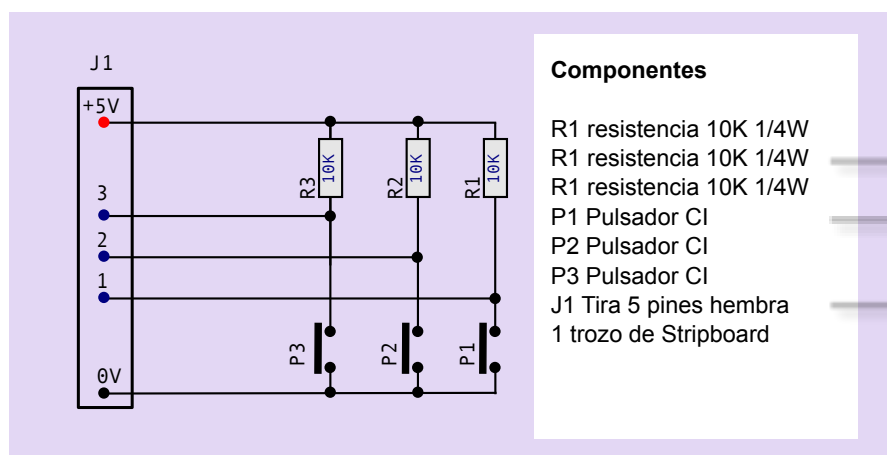 J1
+5V
3
2
1
0V
R3
10K
R2
10K
R1
10K
P3
P2
P1
Componentes
R1 resistencia 10K 1/4W
R1 resistencia 10K 1/4W
R1 resistencia 10K 1/4W
P1 Pulsador CI
P2 Pulsador CI
P3 Pulsador CI
J1 Tira 5 pines hembra
1 trozo de Stripboard